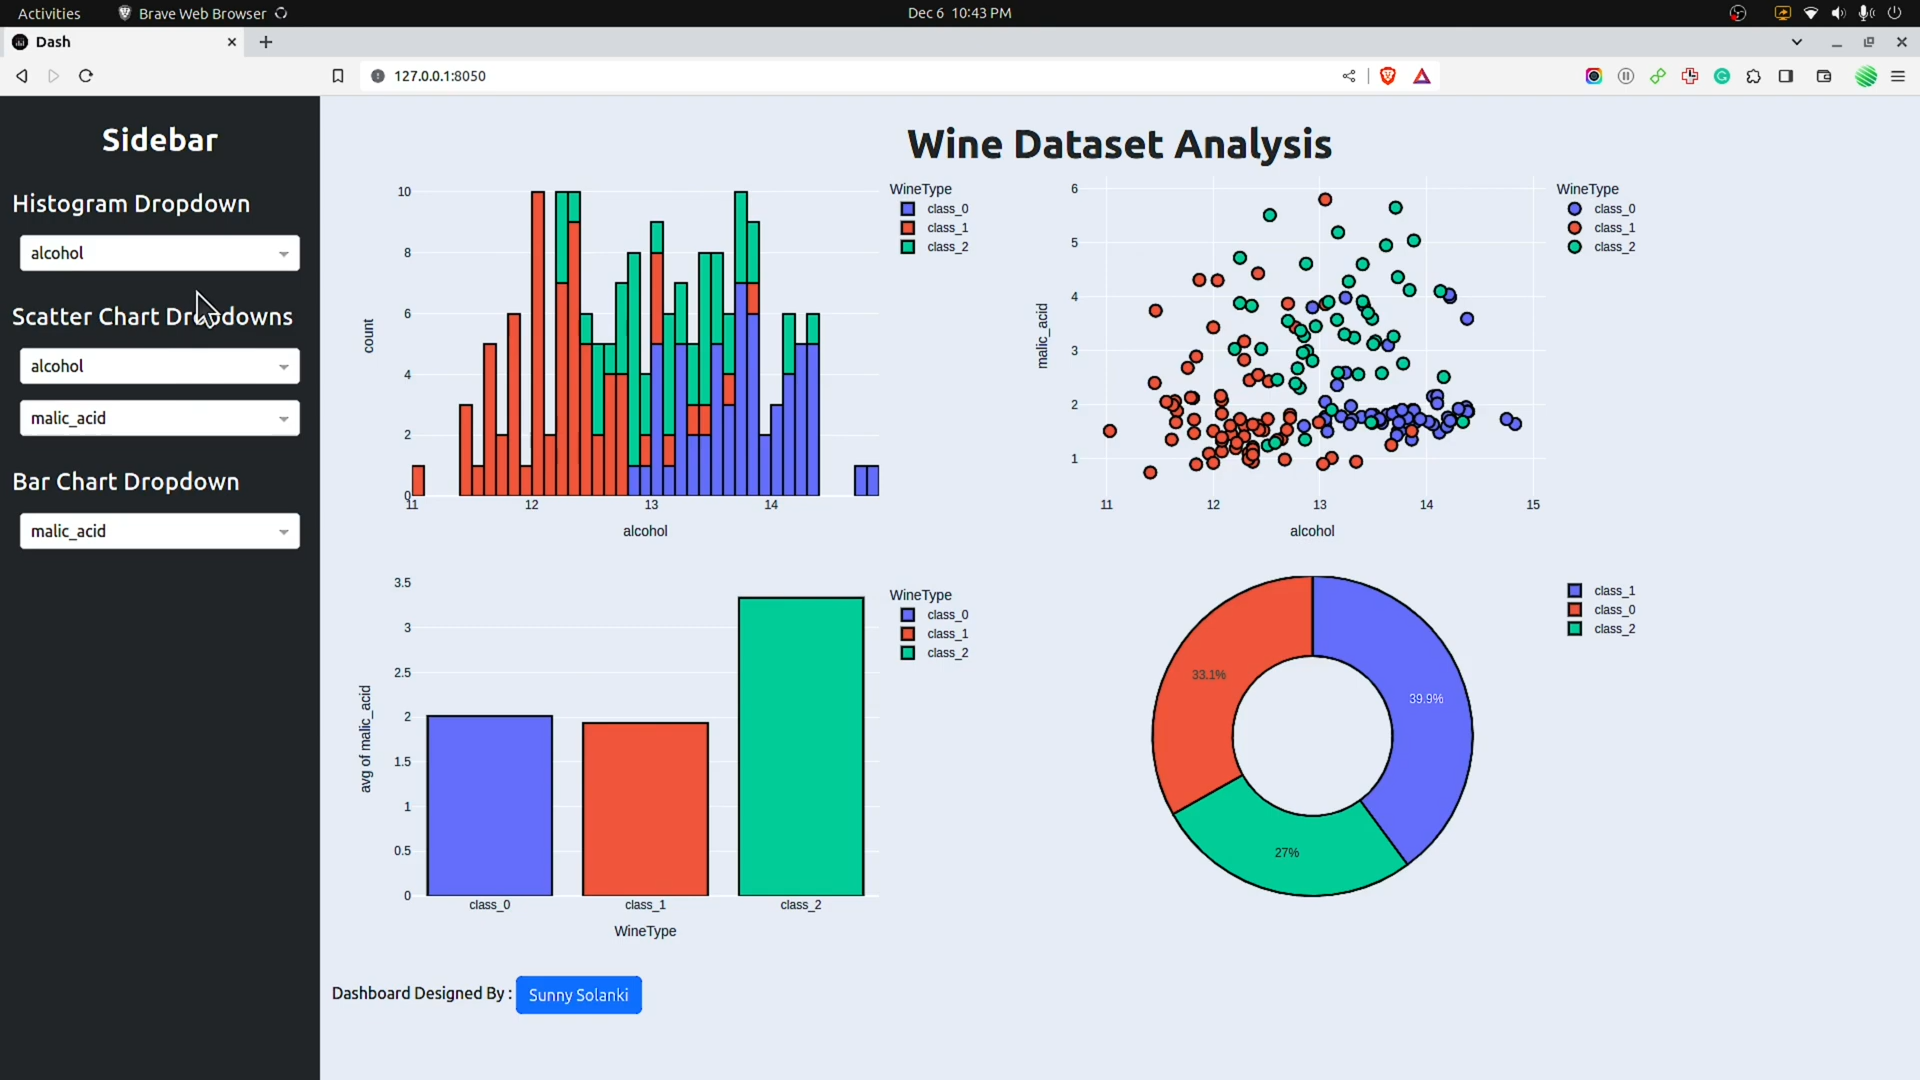 Activities
Brave Web Browser
Dec 6 10:43 PM
Dash
127.0.0.1:8050
Sidebar
Histogram Dropdown
alcohol
Scatter Chart Dropdowns
alcohol
malic_acid
Bar Chart Dropdown
malic_acid
Wine Dataset Analysis
10
8
6
4
2
0
count
11
12
13
14
alcohol
WineType
class_0
class_1
class_2
6
5
4
3
2
1
malic_acid
11
12
13
14
15
alcohol
WineType
class_0
class_1
class_2
3.5
3
2.5
2
1.5
1
0.5
0
avg of malic_acid
class_0
class_1
class_2
WineType
WineType
class_0
class_1
class_2
33.1%
39.9%
27%
class_1
class_0
class_2
Dashboard Designed By :
Sunny Solanki